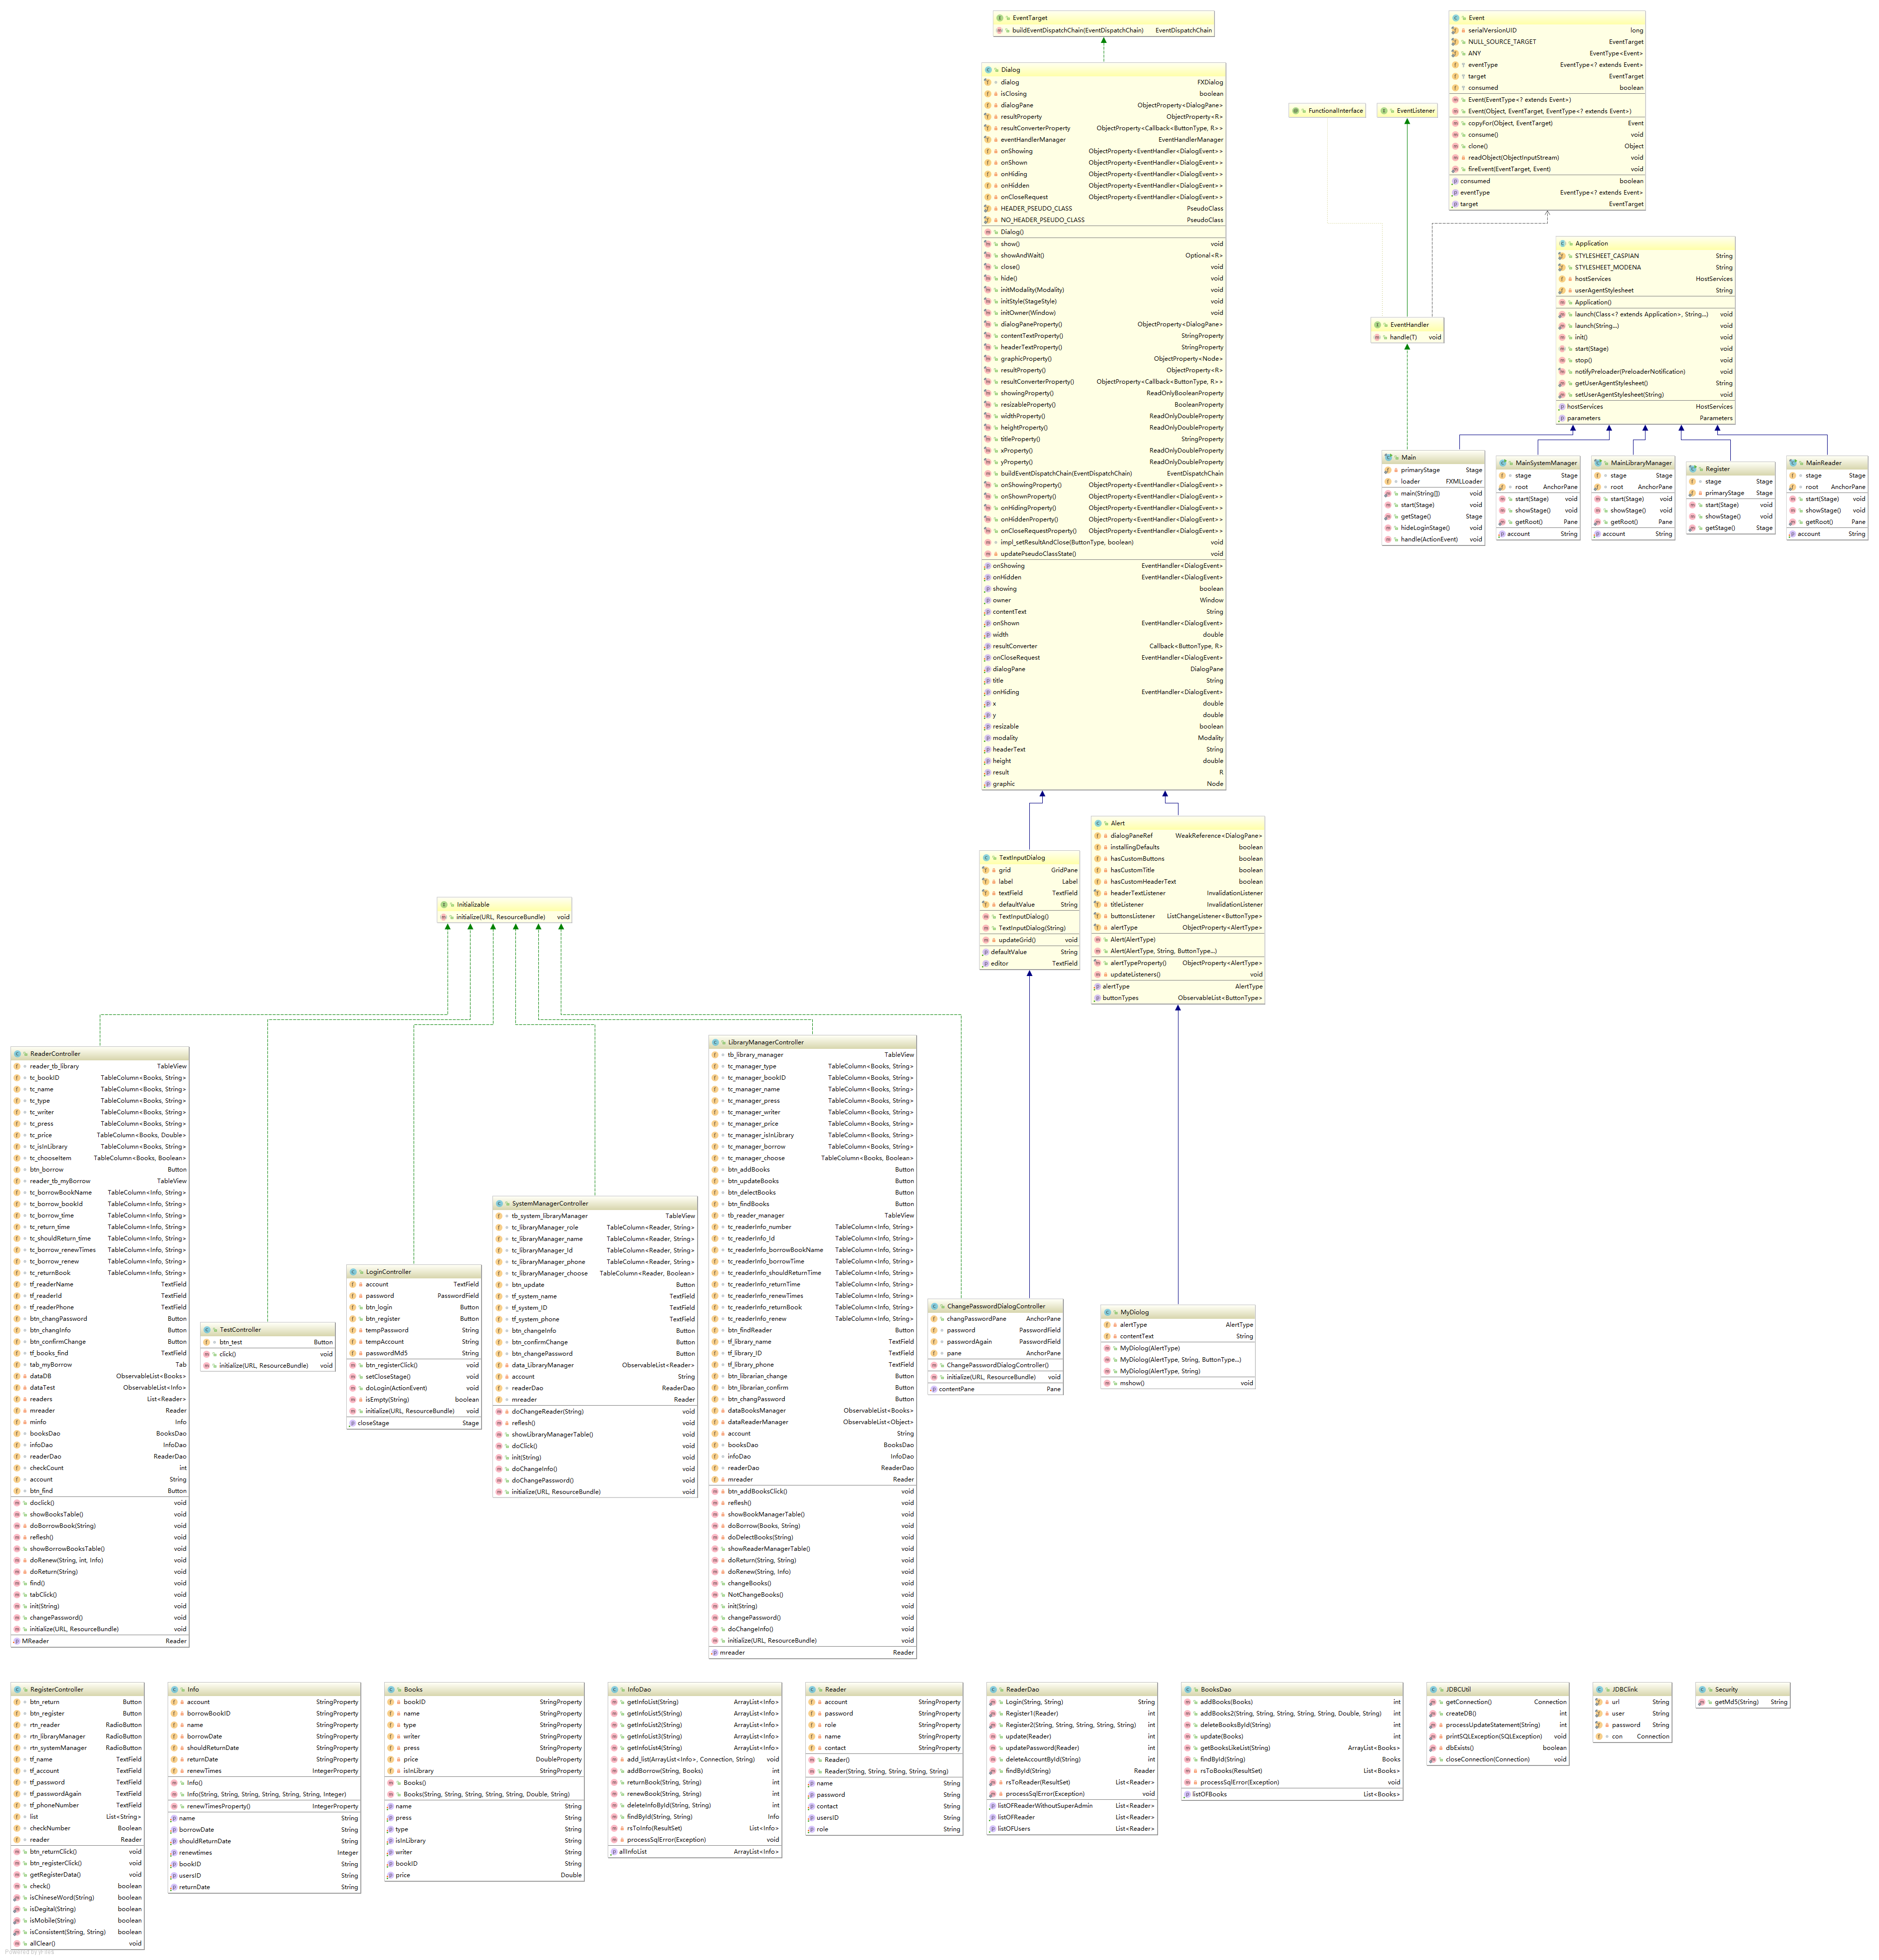 EventTarget
buildEventDispatchChain(EventDispatchChain) EventDispatchChain
Dialog
dialog FXDialog
isClosing boolean
dialogPane ObjectProperty<DialogPane>
resultProperty ObjectProperty<R>
resultConverterProperty ObjectProperty<Callback<ButtonType, R>>
eventHandlerManager EventHandlerManager
onShowing ObjectProperty<EventHandler<DialogEvent>>
onShown ObjectProperty<EventHandler<DialogEvent>>
onHiding ObjectProperty<EventHandler<DialogEvent>>
onHidden ObjectProperty<EventHandler<DialogEvent>>
onCloseRequest ObjectProperty<EventHandler<DialogEvent>>
HEADER_PSEUDO_CLASS PseudoClass
NO_HEADER_PSEUDO_CLASS PseudoClass
Dialog()
show() void
showAndWait() Optional<R>
close() void
hide() void
initModality(Modality) void
initStyle(StageStyle) void
initOwner(Window) void
dialogPaneProperty() ObjectProperty<DialogPane>
contentTextProperty() StringProperty
headerTextProperty() StringProperty
graphicProperty() ObjectProperty<Node>
resultProperty() ObjectProperty<R>
resultConverterProperty() ObjectProperty<Callback<ButtonType, R>>
showingProperty() ReadOnlyBooleanProperty
resizableProperty() BooleanProperty
widthProperty() ReadOnlyDoubleProperty
heightProperty() ReadOnlyDoubleProperty
titleProperty() StringProperty
xProperty() ReadOnlyDoubleProperty
yProperty() ReadOnlyDoubleProperty
buildEventDispatchChain(EventDispatchChain) EventDispatchChain
onShowingProperty() ObjectProperty<EventHandler<DialogEvent>>
onShownProperty() ObjectProperty<EventHandler<DialogEvent>>
onHidingProperty() ObjectProperty<EventHandler<DialogEvent>>
onHiddenProperty() ObjectProperty<EventHandler<DialogEvent>>
onCloseRequestProperty() ObjectProperty<EventHandler<DialogEvent>>
impl_setResultAndClose(ButtonType, boolean) void
updatePseudoClassState() void
onShowing EventHandler<DialogEvent>
onHidden EventHandler<DialogEvent>
showing boolean
owner Window
contentText String
onShown EventHandler<DialogEvent>
width double
resultConverter Callback<ButtonType, R>
onCloseRequest EventHandler<DialogEvent>
dialogPane DialogPane
title String
onHiding EventHandler<DialogEvent>
x double
y double
resizable boolean
modality Modality
headerText String
height double
result R
graphic Node
FunctionalInterface
EventListener
Event
serialVersionUID long
NULL_SOURCE_TARGET EventTarget
ANY EventType<Event>
eventType EventType<? extends Event>
target EventTarget
consumed boolean
Event(EventType<? extends Event>)
Event(Object, EventTarget, EventType<? extends Event>)
copyFor(Object, EventTarget) Event
consume() void
clone() Object
readObject(ObjectInputStream) void
fireEvent(EventTarget, Event) void
consumed boolean
eventType EventType<? extends Event>
target EventTarget
Application
STYLESHEET_CASPIAN String
STYLESHEET_MODENA String
hostServices HostServices
userAgentStylesheet String
Application()
launch(Class<? extends Application>, String...) void
launch(String...) void
init() void
start(Stage) void
stop() void
notifyPreloader(PreloaderNotification) void
getUserAgentStylesheet() String
setUserAgentStylesheet(String) void
hostServices HostServices
parameters Parameters
EventHandler
handle(T) void
Main
primaryStage Stage
loader FXMLLoader
main(String[]) void
start(Stage) void
getStage() Stage
hideLoginStage() void
handle(ActionEvent) void
MainSystemManager
stage Stage
root AnchorPane
start(Stage) void
showStage() void
getRoot() Pane
account String
MainLibraryManager
stage Stage
root AnchorPane
start(Stage) void
showStage() void
getRoot() Pane
account String
Register
stage Stage
primaryStage Stage
start(Stage) void
showStage() void
getStage() Stage
MainReader
stage Stage
root AnchorPane
start(Stage) void
showStage() void
getRoot() Pane
account String
TextInputDialog
grid GridPane
label Label
textField TextField
defaultValue String
TextInputDialog()
TextInputDialog(String)
updateGrid() void
defaultValue String
editor TextField
Alert
dialogPaneRef WeakReference<DialogPane>
installingDefaults boolean
hasCustomButtons boolean
hasCustomTitle boolean
hasCustomHeaderText boolean
headerTextListener InvalidationListener
titleListener InvalidationListener
buttonsListener ListChangeListener<ButtonType>
alertType ObjectProperty<AlertType>
Alert(AlertType)
Alert(AlertType, String, ButtonType...)
alertTypeProperty() ObjectProperty<AlertType>
updateListeners() void
alertType AlertType
buttonTypes ObservableList<ButtonType>
Initializable
initialize(URL, ResourceBundle) void
ReaderController
reader_tb_library TableView
tc_bookID TableColumn<Books, String>
tc_name TableColumn<Books, String>
tc_type TableColumn<Books, String>
tc_writer TableColumn<Books, String>
tc_press TableColumn<Books, String>
tc_price TableColumn<Books, Double>
tc_isInLibrary TableColumn<Books, String>
tc_chooseItem TableColumn<Books, Boolean>
btn_borrow Button
reader_tb_myBorrow TableView
tc_borrowBookName TableColumn<Info, String>
tc_borrow_bookId TableColumn<Info, String>
tc_borrow_time TableColumn<Info, String>
tc_return_time TableColumn<Info, String>
tc_shouldReturn_time TableColumn<Info, String>
tc_borrow_renewTimes TableColumn<Info, String>
tc_borrow_renew TableColumn<Info, String>
tc_returnBook TableColumn<Info, String>
tf_readerName TextField
tf_readerId TextField
tf_readerPhone TextField
btn_changPassword Button
btn_changInfo Button
btn_confirmChange Button
tf_books_find TextField
tab_myBorrow Tab
dataDB ObservableList<Books>
dataTest ObservableList<Info>
readers List<Reader>
mreader Reader
minfo Info
booksDao BooksDao
infoDao InfoDao
readerDao ReaderDao
checkCount int
account String
btn_find Button
doclick() void
showBooksTable() void
doBorrowBook(String) void
reflesh() void
showBorrowBooksTable() void
doRenew(String, int, Info) void
doReturn(String) void
find() void
tabClick() void
init(String) void
changePassword() void
initialize(URL, ResourceBundle) void
MReader Reader
TestController
btn_test Button
click() void
initialize(URL, ResourceBundle) void
LoginController
account TextField
password PasswordField
btn_login Button
btn_register Button
tempPassword String
tempAccount String
passwordMd5 String
btn_registerClick() void
setCloseStage() void
doLogin(ActionEvent) void
isEmpty(String) boolean
initialize(URL, ResourceBundle) void
closeStage Stage
SystemManagerController
tb_system_libraryManager TableView
tc_libraryManager_role TableColumn<Reader, String>
tc_libraryManager_name TableColumn<Reader, String>
tc_libraryManager_Id TableColumn<Reader, String>
tc_libraryManager_phone TableColumn<Reader, String>
tc_libraryManager_choose TableColumn<Reader, Boolean>
btn_update Button
tf_system_name TextField
tf_system_ID TextField
tf_system_phone TextField
btn_changeInfo Button
btn_confirmChange Button
btn_changePassword Button
data_LibraryManager ObservableList<Reader>
account String
readerDao ReaderDao
mreader Reader
doChangeReader(String) void
reflesh() void
showLibraryManagerTable() void
doClick() void
init(String) void
doChangeInfo() void
doChangePassword() void
initialize(URL, ResourceBundle) void
LibraryManagerController
tb_library_manager TableView
tc_manager_type TableColumn<Books, String>
tc_manager_bookID TableColumn<Books, String>
tc_manager_name TableColumn<Books, String>
tc_manager_press TableColumn<Books, String>
tc_manager_writer TableColumn<Books, String>
tc_manager_price TableColumn<Books, String>
tc_manager_isInLibrary TableColumn<Books, String>
tc_manager_borrow TableColumn<Books, String>
tc_manager_choose TableColumn<Books, Boolean>
btn_addBooks Button
btn_updateBooks Button
btn_delectBooks Button
btn_findBooks Button
tb_reader_manager TableView
tc_readerInfo_number TableColumn<Info, String>
tc_readerInfo_Id TableColumn<Info, String>
tc_readerInfo_borrowBookName TableColumn<Info, String>
tc_readerInfo_borrowTime TableColumn<Info, String>
tc_readerInfo_shouldReturnTime TableColumn<Info, String>
tc_readerInfo_returnTime TableColumn<Info, String>
tc_readerInfo_renewTimes TableColumn<Info, String>
tc_readerInfo_returnBook TableColumn<Info, String>
tc_readerInfo_renew TableColumn<Info, String>
btn_findReader Button
tf_library_name TextField
tf_library_ID TextField
tf_library_phone TextField
btn_librarian_change Button
btn_librarian_confirm Button
btn_changPassword Button
dataBooksManager ObservableList<Books>
dataReaderManager ObservableList<Object>
account String
booksDao BooksDao
infoDao InfoDao
readerDao ReaderDao
mreader Reader
btn_addBooksClick() void
reflesh() void
showBookManagerTable() void
doBorrow(Books, String) void
doDelectBooks(String) void
showReaderManagerTable() void
doReturn(String, String) void
doRenew(String, Info) void
changeBooks() void
NotChangeBooks() void
init(String) void
changePassword() void
doChangeInfo() void
initialize(URL, ResourceBundle) void
mreader Reader
ChangePasswordDialogController
changPasswordPane AnchorPane
password PasswordField
passwordAgain PasswordField
pane AnchorPane
ChangePasswordDialogController()
initialize(URL, ResourceBundle) void
contentPane Pane
MyDiolog
alertType AlertType
contentText String
MyDiolog(AlertType)
MyDiolog(AlertType, String, ButtonType...)
MyDiolog(AlertType, String)
mshow() void
RegisterController
btn_return Button
btn_register Button
rtn_reader RadioButton
rtn_libraryManager RadioButton
rtn_systemManager RadioButton
tf_name TextField
tf_account TextField
tf_password TextField
tf_passwordAgain TextField
tf_phoneNumber TextField
list List<String>
checkNumber Boolean
reader Reader
btn_returnClick() void
btn_registerClick() void
getRegisterData() void
check() boolean
isChineseWord(String) boolean
isDegital(String) boolean
isMobile(String) boolean
isConsistent(String, String) boolean
allClear() void
Info
account StringProperty
borrowBookID StringProperty
name StringProperty
borrowDate StringProperty
shouldReturnDate StringProperty
returnDate StringProperty
renewTimes IntegerProperty
Info()
Info(String, String, String, String, String, String, Integer)
renewTimesProperty() IntegerProperty
name String
borrowDate String
shouldReturnDate String
renewtimes Integer
bookID String
usersID String
returnDate String
Books
bookID StringProperty
name StringProperty
type StringProperty
writer StringProperty
press StringProperty
price DoubleProperty
isInLibrary StringProperty
Books()
Books(String, String, String, String, String, Double, String)
name String
press String
type String
isInLibrary String
writer String
bookID String
price Double
InfoDao
getInfoList(String) ArrayList<Info>
getInfoList5(String) ArrayList<Info>
getInfoList2(String) ArrayList<Info>
getInfoList3(String) ArrayList<Info>
getInfoList4(String) ArrayList<Info>
add_list(ArrayList<Info>, Connection, String) void
addBorrow(String, Books) int
returnBook(String, String) int
renewBook(String, String) int
deleteInfoById(String, String) int
findById(String, String) Info
rsToInfo(ResultSet) List<Info>
processSqlError(Exception) void
allInfoList ArrayList<Info>
Reader
account StringProperty
password StringProperty
role StringProperty
name StringProperty
contact StringProperty
Reader()
Reader(String, String, String, String, String)
name String
password String
contact String
usersID String
role String
ReaderDao
Login(String, String) String
Register1(Reader) int
Register2(String, String, String, String, String) int
update(Reader) int
updatePassword(Reader) int
deleteAccountById(String) int
findById(String) Reader
rsToReader(ResultSet) List<Reader>
processSqlError(Exception) void
listOFReaderWithoutSuperAdmin List<Reader>
listOFReader List<Reader>
listOFUsers List<Reader>
BooksDao
addBooks(Books) int
addBooks2(String, String, String, String, String, Double, String) int
deleteBooksById(String) int
update(Books) int
getBooksLikeList(String) ArrayList<Books>
findById(String) Books
rsToBooks(ResultSet) List<Books>
processSqlError(Exception) void
listOFBooks List<Books>
JDBCUtil
getConnection() Connection
createDB() int
processUpdateStatement(String) int
printSQLException(SQLException) void
dbExists() boolean
closeConnection(Connection) void
JDBClink
url String
user String
password String
con Connection
Security
getMd5(String) String
Powered by yFiles